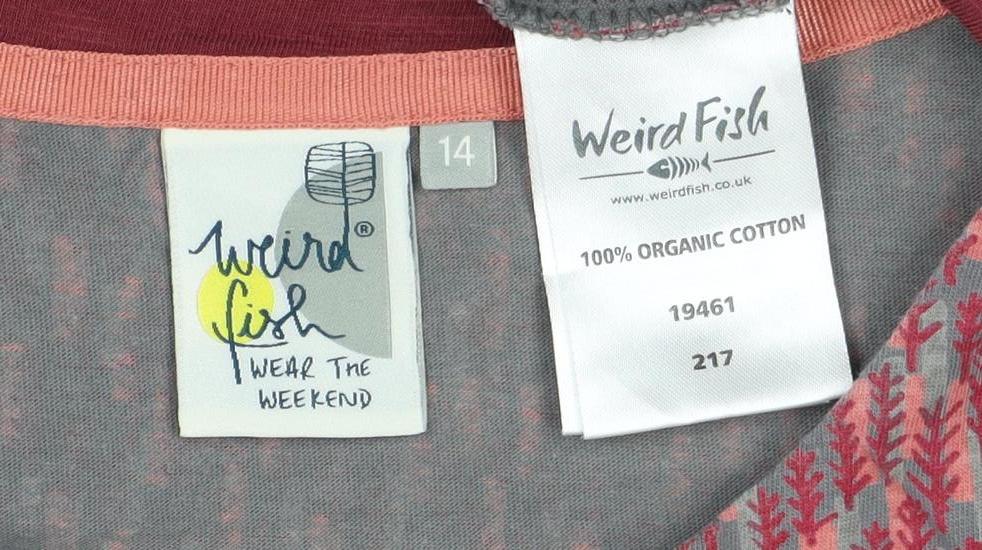 weird®
fish
WEAR THE
WEEKEND
14
Weird Fish
www.weirdfish.co.uk
100% ORGANIC COTTON
19461
217